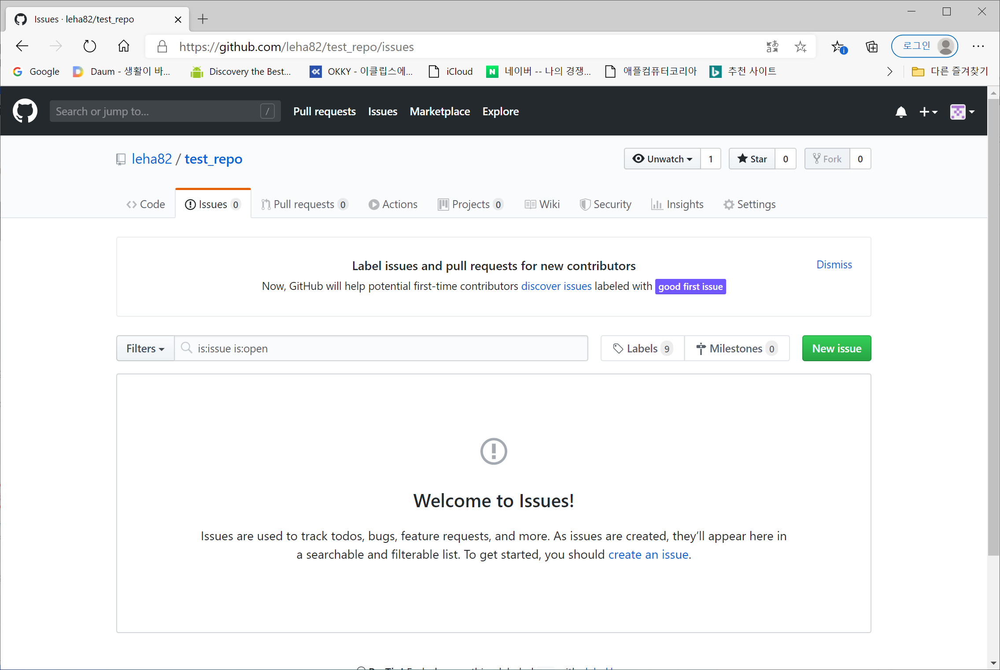 Issues · leha82/test_repo
https://github.com/leha82/test_repo/issues
로그인
Google
Daum - 생활이 바...
Discovery the Best...
OKKY - 이클립스에...
iCloud
네이버 -- 나의 경쟁...
애플컴퓨터코리아
추천 사이트
다른 즐겨찾기
Search or jump to...
/
Pull requests
Issues
Marketplace
Explore
leha82 / test_repo
Unwatch 1
Star 0
Fork 0
Code
Issues 0
Pull requests 0
Actions
Projects 0
Wiki
Security
Insights
Settings
Label issues and pull requests for new contributors
Dismiss
Now, GitHub will help potential first-time contributors discover issues labeled with good first issue
Filters
is:issue is:open
Labels 9
Milestones 0
New issue
Welcome to Issues!
Issues are used to track todos, bugs, feature requests, and more. As issues are created, they’ll appear here in
a searchable and filterable list. To get started, you should create an issue.